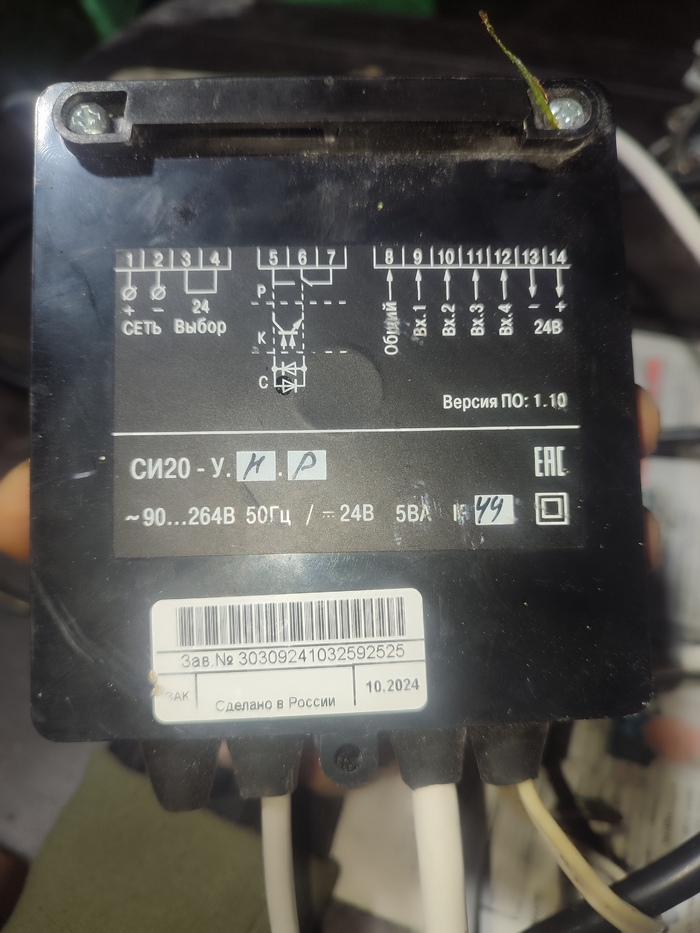 1 2 3 4 5 6 7 8 9 10 11 12 13 14
+ − 24 − +
СЕТЬ Выбор Общий Вх.1 Вх.2 Вх.3 Вх.4 24В
Р
К
С
Версия ПО: 1.10
СИ20 - У.Н.Р
EAC
~90...264В 50Гц / ⎓ 24В 5ВА IP 44
Зав.№ 30309241032592525
10.2024
Сделано в России